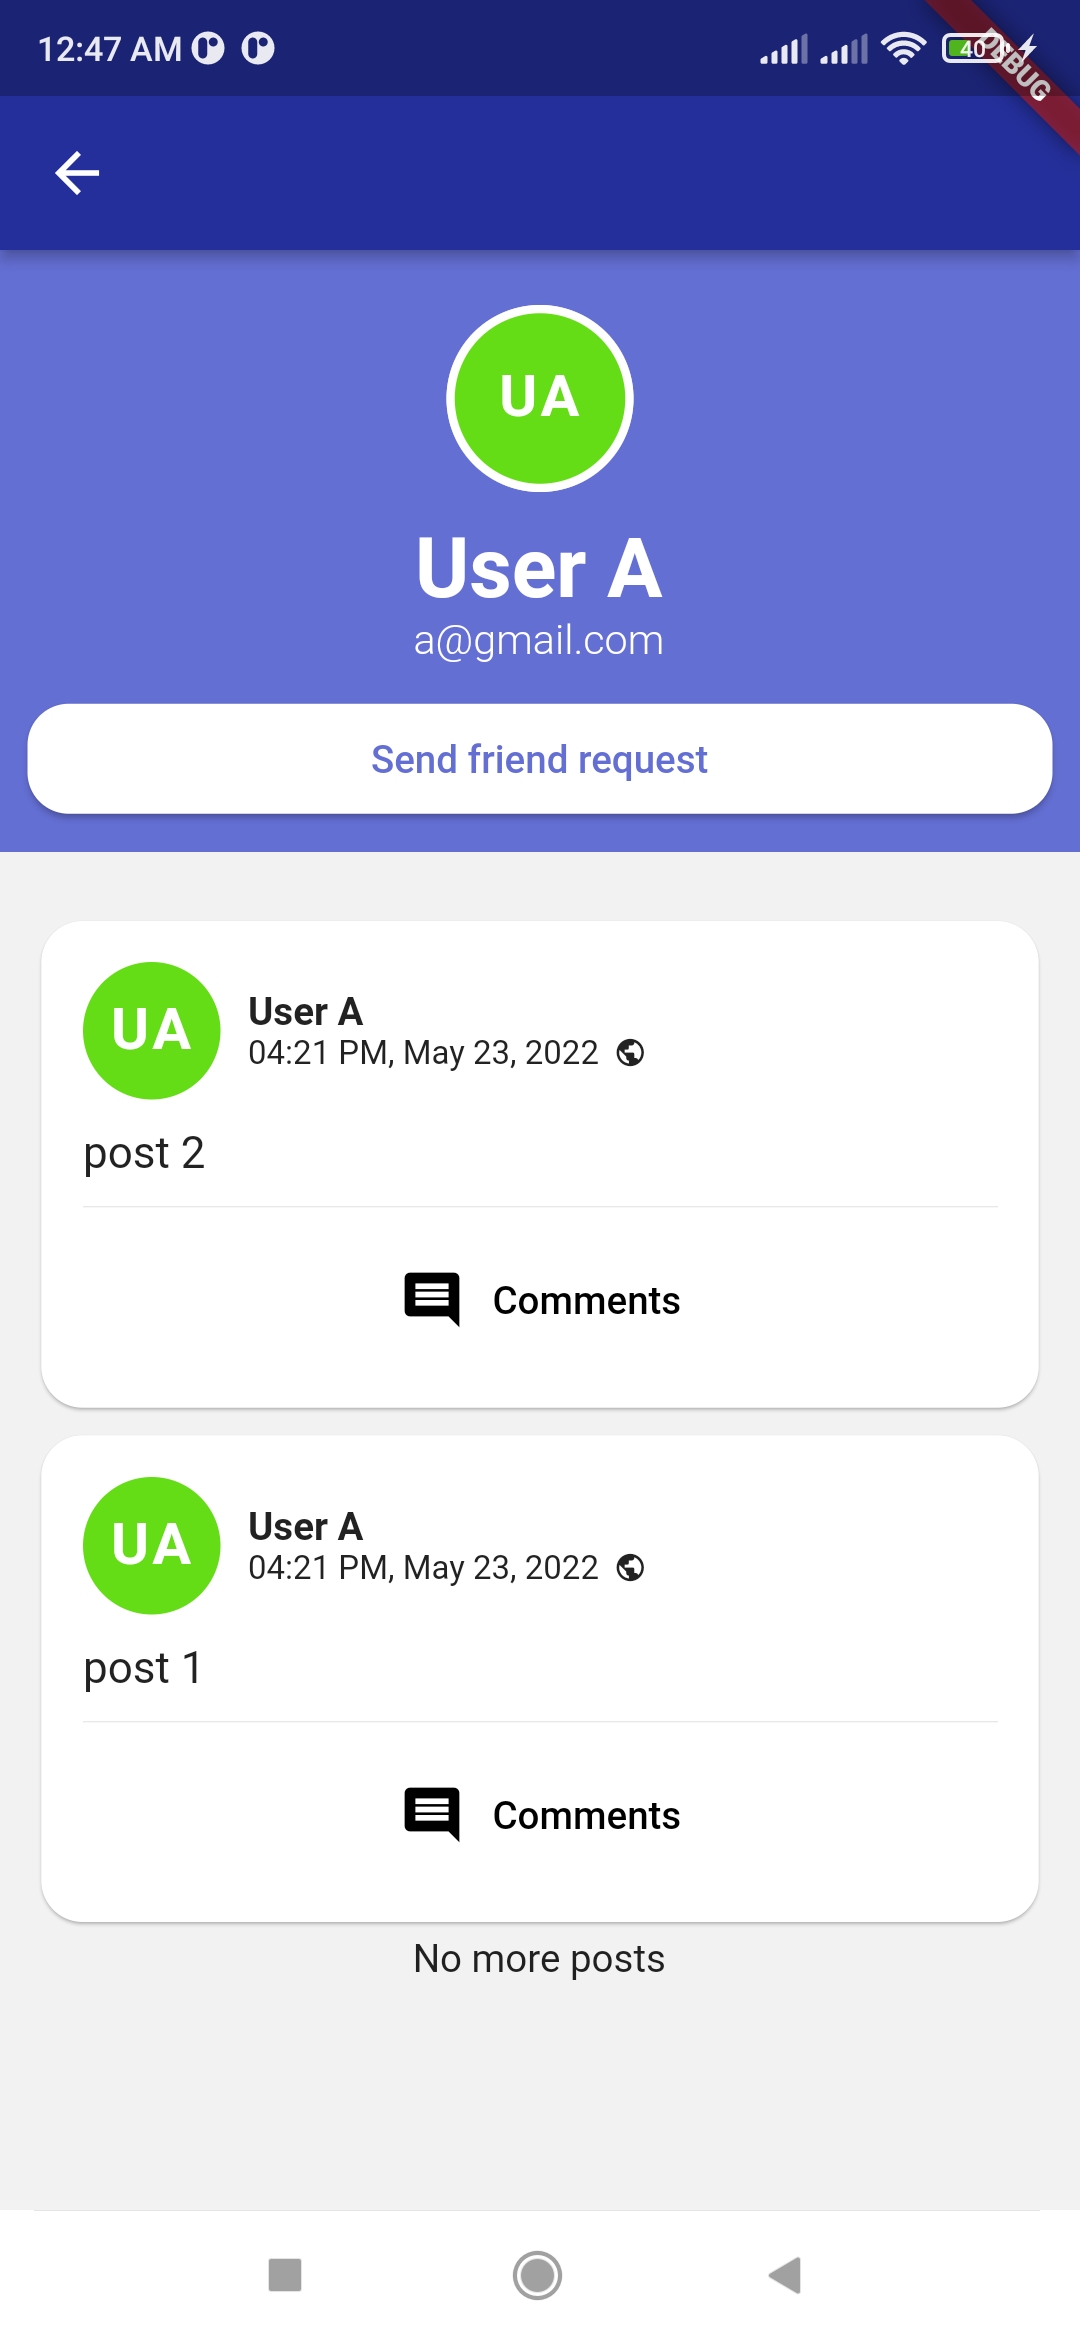 12:47 AM
40
DEBUG
UA
User A
a@gmail.com
Send friend request
UA
User A
04:21 PM, May 23, 2022
post 2
Comments
UA
User A
04:21 PM, May 23, 2022
post 1
Comments
No more posts